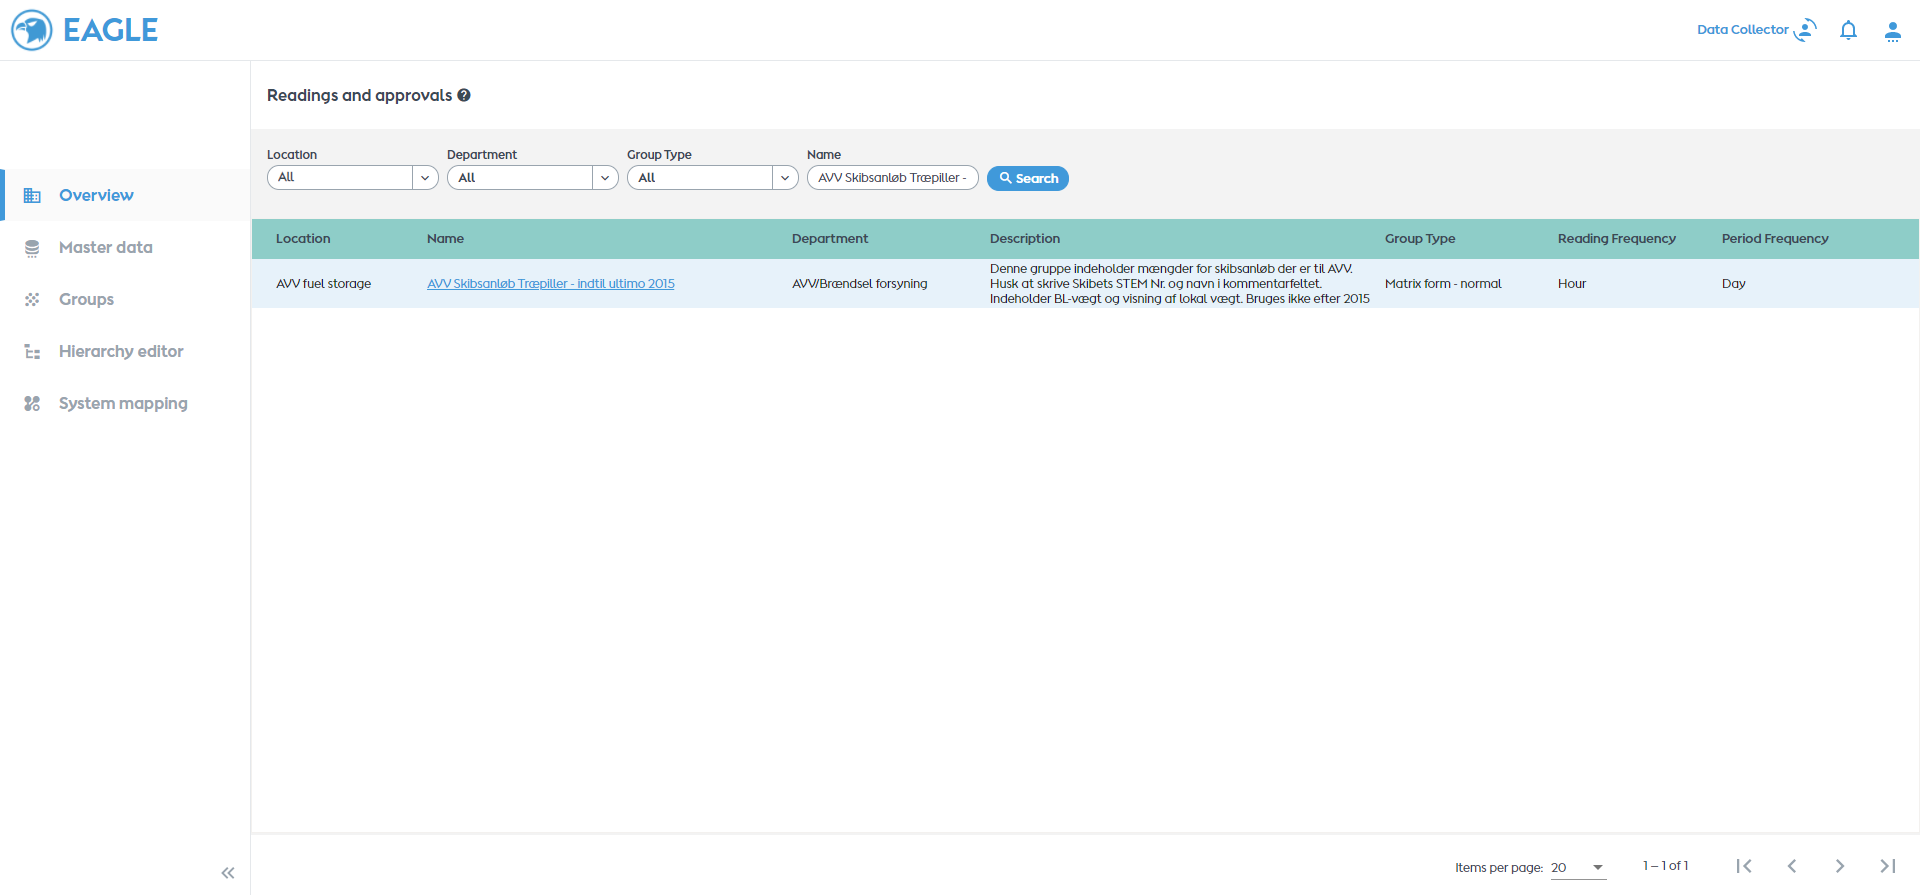 EAGLE
Data Collector
Readings and approvals
Location
Department
Group Type
Name
All
All
All
AVV Skibsanløb Træpiller -
Search
Overview
Master data
Groups
Hierarchy editor
System mapping
Location
Name
Department
Description
Group Type
Reading Frequency
Period Frequency
AVV fuel storage
AVV Skibsanløb Træpiller - indtil ultimo 2015
AVV/Brændsel forsyning
Denne gruppe indeholder mængder for skibsanløb der er til AVV.
Husk at skrive Skibets STEM Nr. og navn i kommentarfeltet.
Indeholder BL-vægt og visning af lokal vægt. Bruges ikke efter 2015
Matrix form - normal
Hour
Day
Items per page: 20
1 – 1 of 1